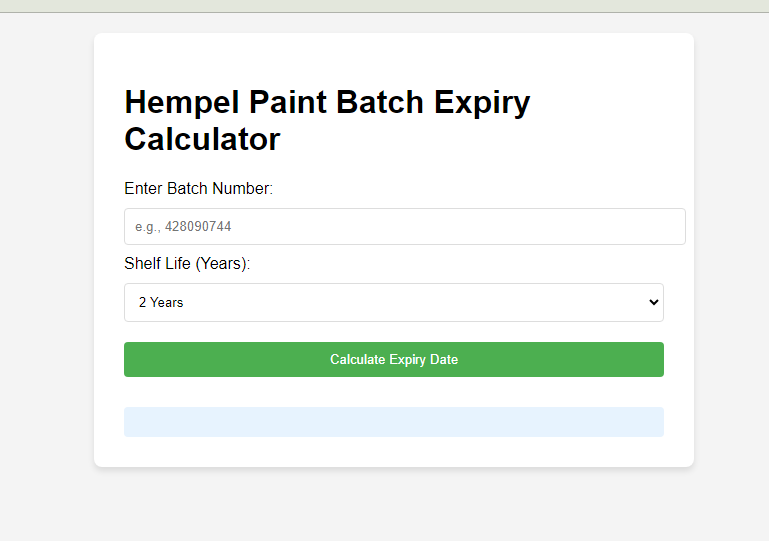 Hempel Paint Batch Expiry
Calculator
Enter Batch Number:
e.g., 428090744
Shelf Life (Years):
2 Years
Calculate Expiry Date